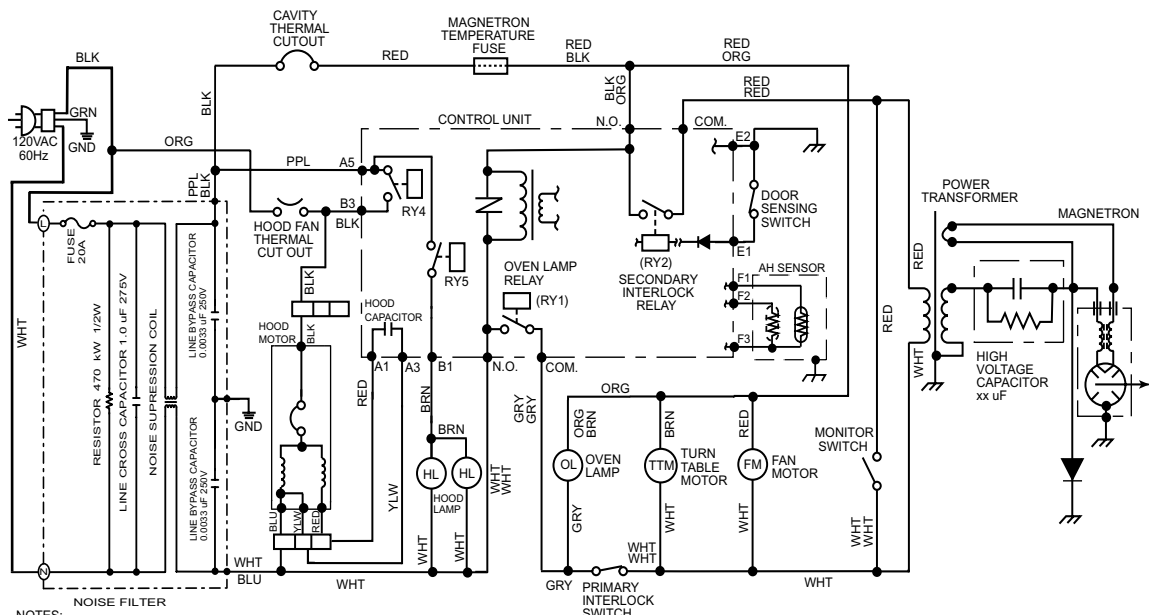 CAVITY
THERMAL
CUTOUT
MAGNETRON
TEMPERATURE
FUSE
BLK
RED
RED
BLK
RED
ORG
GRN
GND
120VAC
60Hz
BLK
BLK
ORG
RED
RED
CONTROL UNIT
N.O.
COM.
E2
ORG
PPL
A5
PPL
BLK
B3
BLK
RY4
HOOD FAN
THERMAL
CUT OUT
DOOR
SENSING
SWITCH
POWER
TRANSFORMER
MAGNETRON
L
FUSE
20A
RY5
OVEN LAMP
RELAY
(RY1)
(RY2)
SECONDARY
INTERLOCK
RELAY
E1
AH SENSOR
F1
F2
F3
WHT
RESISTOR 470 kW 1/2W
LINE CROSS CAPACITOR 1.0 uF 275V
NOISE SUPRESSION COIL
LINE BYPASS CAPACITOR
0.0033 uF 250V
LINE BYPASS CAPACITOR
0.0033 uF 250V
GND
BLK
HOOD
CAPACITOR
HOOD
MOTOR
BLK
A1
A3
B1
N.O.
COM.
RED
YLW
BRN
BRN
HL
HL
HOOD
LAMP
WHT
WHT
WHT
WHT
GRY
GRY
ORG
ORG
BRN
BRN
RED
OL
OVEN
LAMP
TTM
TURN
TABLE
MOTOR
FM
FAN
MOTOR
MONITOR
SWITCH
RED
RED
WHT
HIGH
VOLTAGE
CAPACITOR
xx uF
GRY
WHT
WHT
WHT
WHT
BLU
YLW
RED
N
WHT
BLU
WHT
GRY
WHT
WHT
WHT
PRIMARY
INTERLOCK
SWITCH
NOISE FILTER
NOTES: